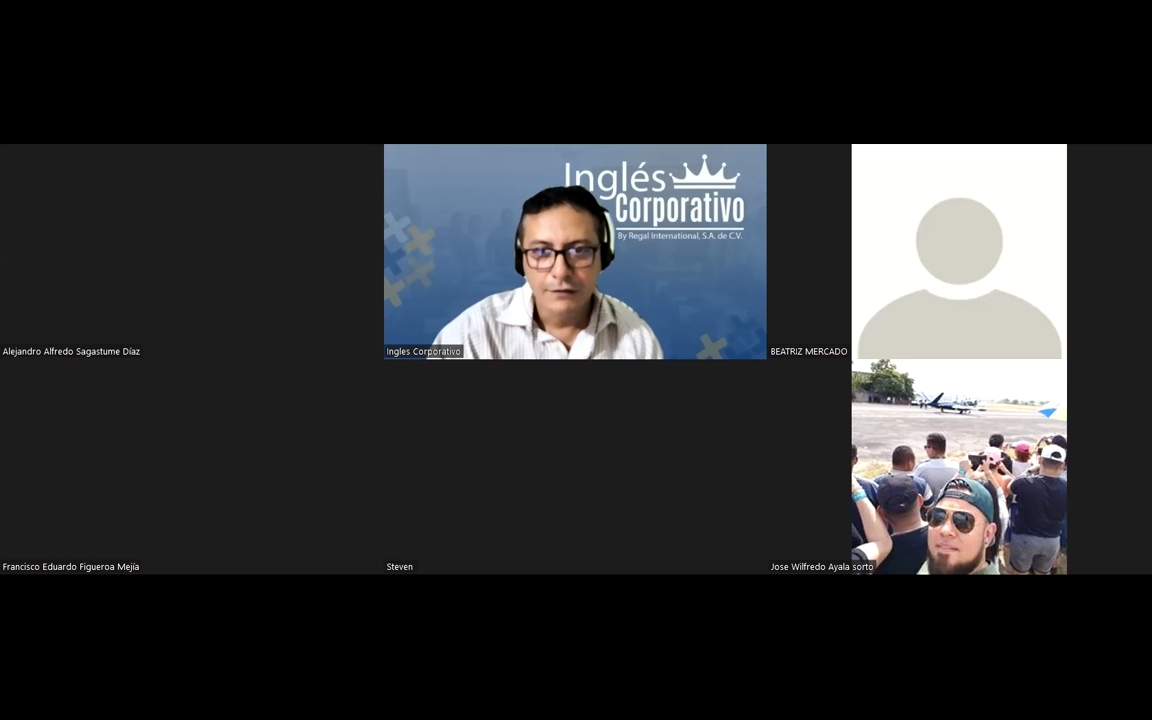 Inglés
Corporativo
By Regal International, S.A. de C.V.
Alejandro Alfredo Sagastume Díaz
Ingles Corporativo
BEATRIZ MERCADO
Francisco Eduardo Figueroa Mejía
Steven
Jose Wilfredo Ayala sorto